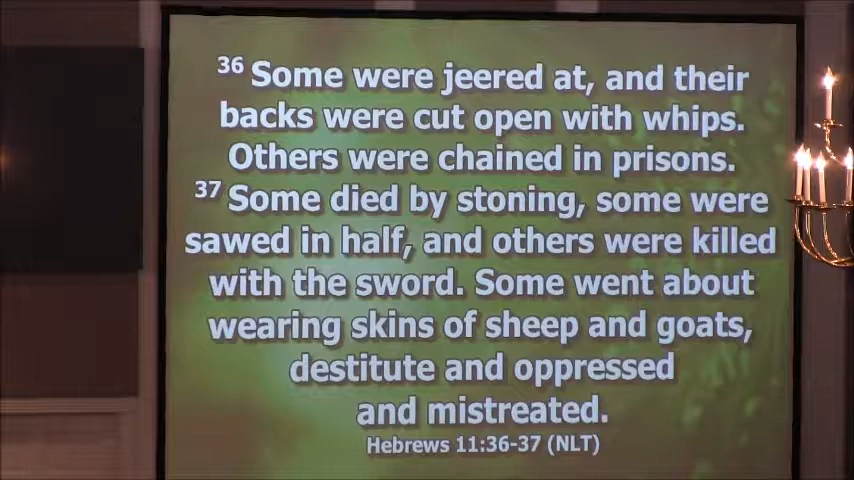 36 Some were jeered at, and their
backs were cut open with whips.
Others were chained in prisons.
37 Some died by stoning, some were
sawed in half, and others were killed
with the sword. Some went about
wearing skins of sheep and goats,
destitute and oppressed
and mistreated.
Hebrews 11:36-37 (NLT)